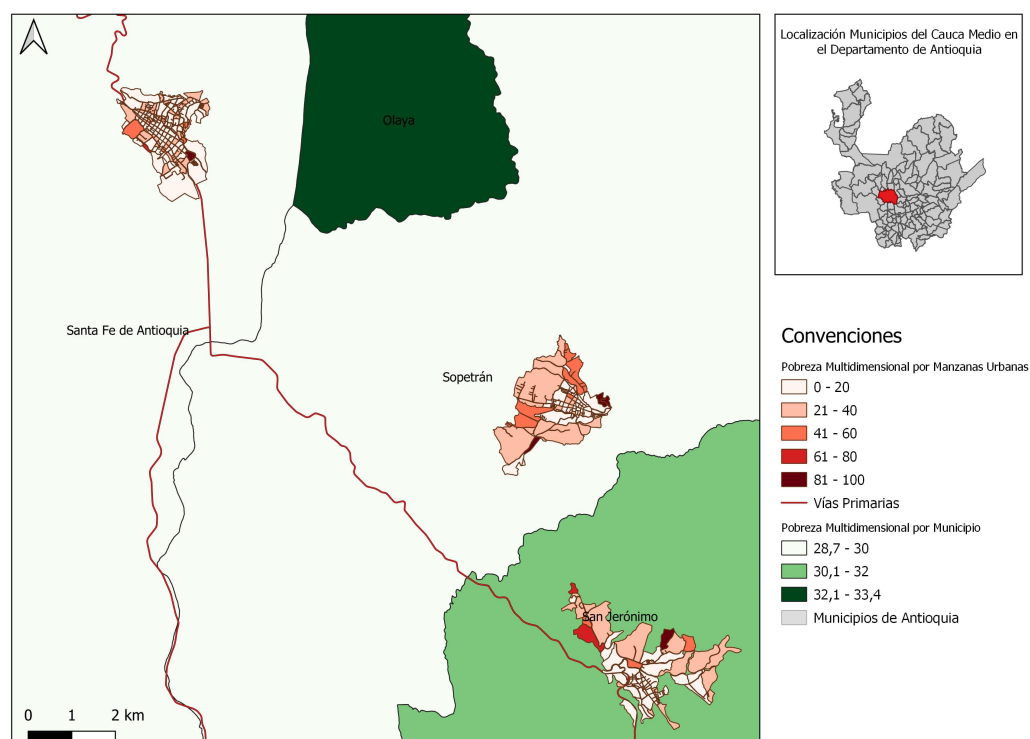 Olaya
Santa Fe de Antioquia
Sopetrán
San Jerónimo
0 1 2 km
Localización Municipios del Cauca Medio en
el Departamento de Antioquia
Convenciones
Pobreza Multidimensional por Manzanas Urbanas
0 - 20
21 - 40
41 - 60
61 - 80
81 - 100
Vías Primarias
Pobreza Multidimensional por Municipio
28,7 - 30
30,1 - 32
32,1 - 33,4
Municipios de Antioquia